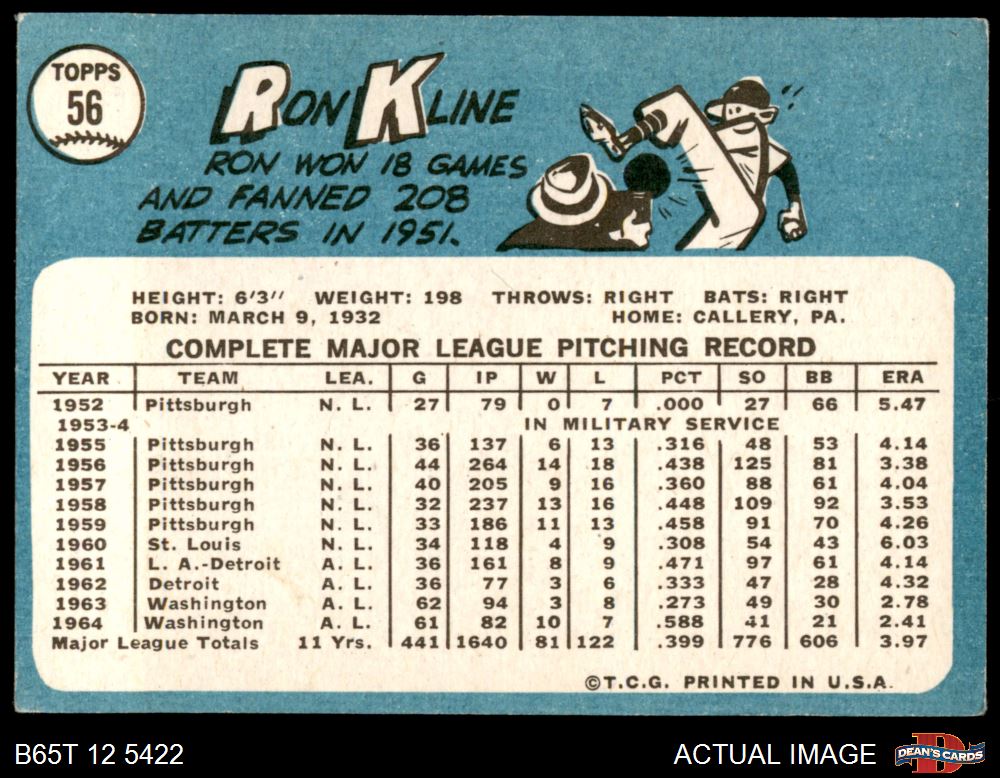 TOPPS
56
RON KLINE
RON WON 18 GAMES
AND FANNED 208
BATTERS IN 1951.
HEIGHT: 6'3" WEIGHT: 198 THROWS: RIGHT BATS: RIGHT
BORN: MARCH 9, 1932 HOME: CALLERY, PA.
COMPLETE MAJOR LEAGUE PITCHING RECORD
YEAR TEAM LEA. G IP W L PCT SO BB ERA
1952 Pittsburgh N. L. 27 79 0 7 .000 27 66 5.47
1953-4 IN MILITARY SERVICE
1955 Pittsburgh N. L. 36 137 6 13 .316 48 53 4.14
1956 Pittsburgh N. L. 44 264 14 18 .438 125 81 3.38
1957 Pittsburgh N. L. 40 205 9 16 .360 88 61 4.04
1958 Pittsburgh N. L. 32 237 13 16 .448 109 92 3.53
1959 Pittsburgh N. L. 33 186 11 13 .458 91 70 4.26
1960 St. Louis N. L. 34 118 4 9 .308 54 43 6.03
1961 L. A.-Detroit A. L. 36 161 8 9 .471 97 61 4.14
1962 Detroit A. L. 36 77 3 6 .333 47 28 4.32
1963 Washington A. L. 62 94 3 8 .273 49 30 2.78
1964 Washington A. L. 61 82 10 7 .588 41 21 2.41
Major League Totals 11 Yrs. 441 1640 81 122 .399 776 606 3.97
©T.C.G. PRINTED IN U.S.A.
B65T 12 5422 ACTUAL IMAGE DEAN'S CARDS